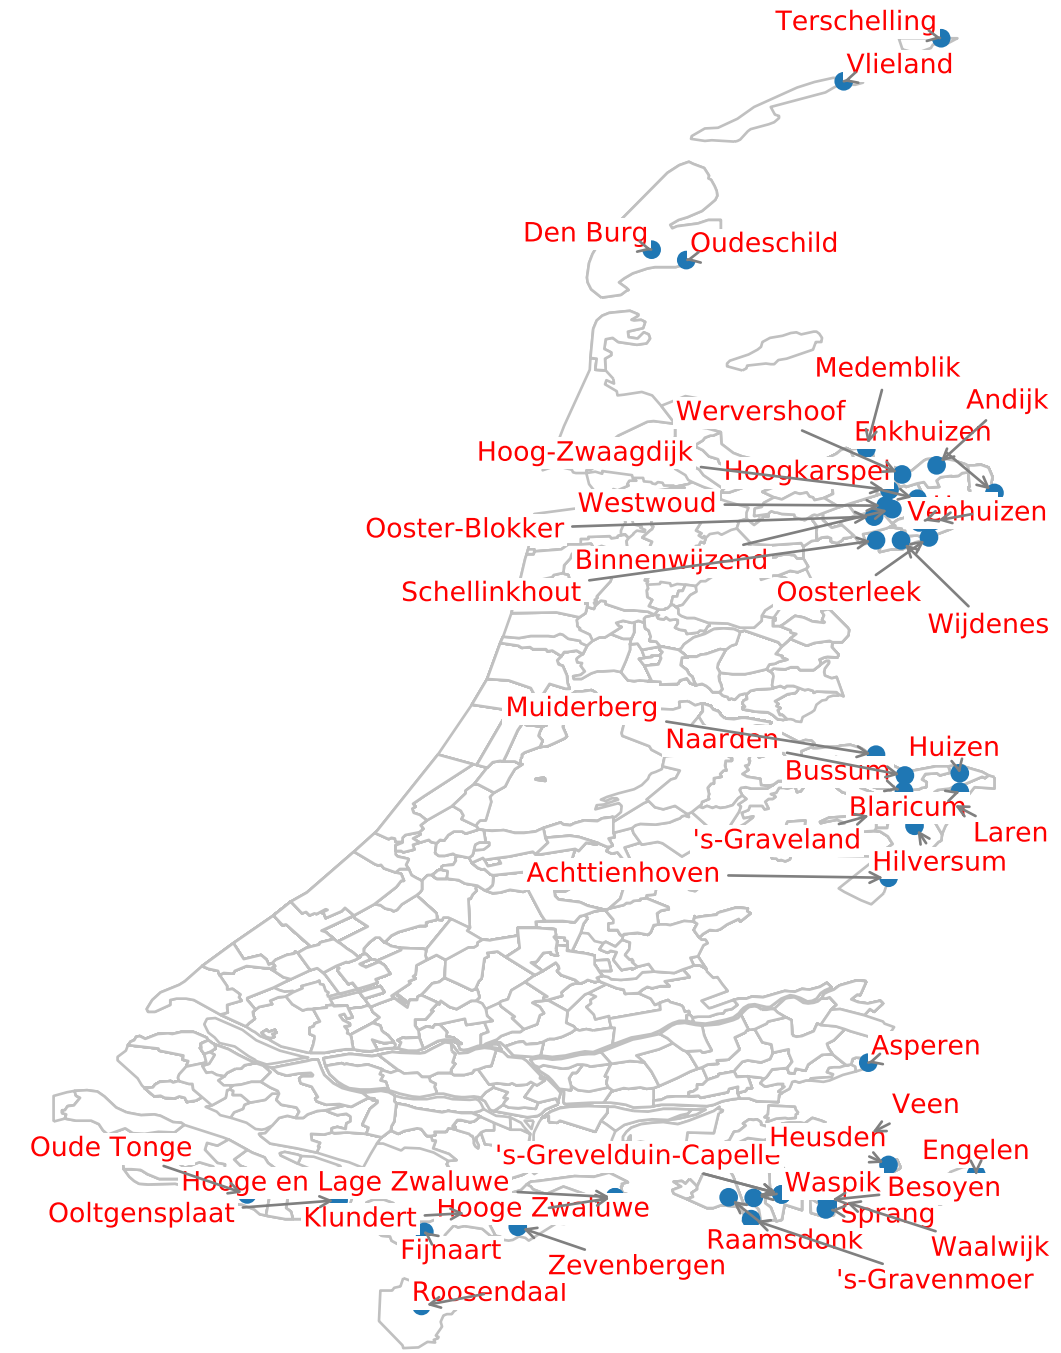 Terschelling
Vlieland
Den Burg
Oudeschild
Medemblik
Andijk
Wervershoof
Enkhuizen
Hoog-Zwaagdijk
Hoogkarspel
Westwoud
Venhuizen
Ooster-Blokker
Binnenwijzend
Schellinkhout
Oosterleek
Wijdenes
Muiderberg
Naarden
Huizen
Bussum
Blaricum
Laren
's-Graveland
Hilversum
Achttienhoven
Asperen
Veen
Heusden
Engelen
Oude Tonge
's-Grevelduin-Capelle
Hooge en Lage Zwaluwe
Waspik
Besoyen
Ooltgensplaat
Klundert
Hooge Zwaluwe
Sprang
Raamsdonk
Waalwijk
Fijnaart
Zevenbergen
's-Gravenmoer
Roosendaal